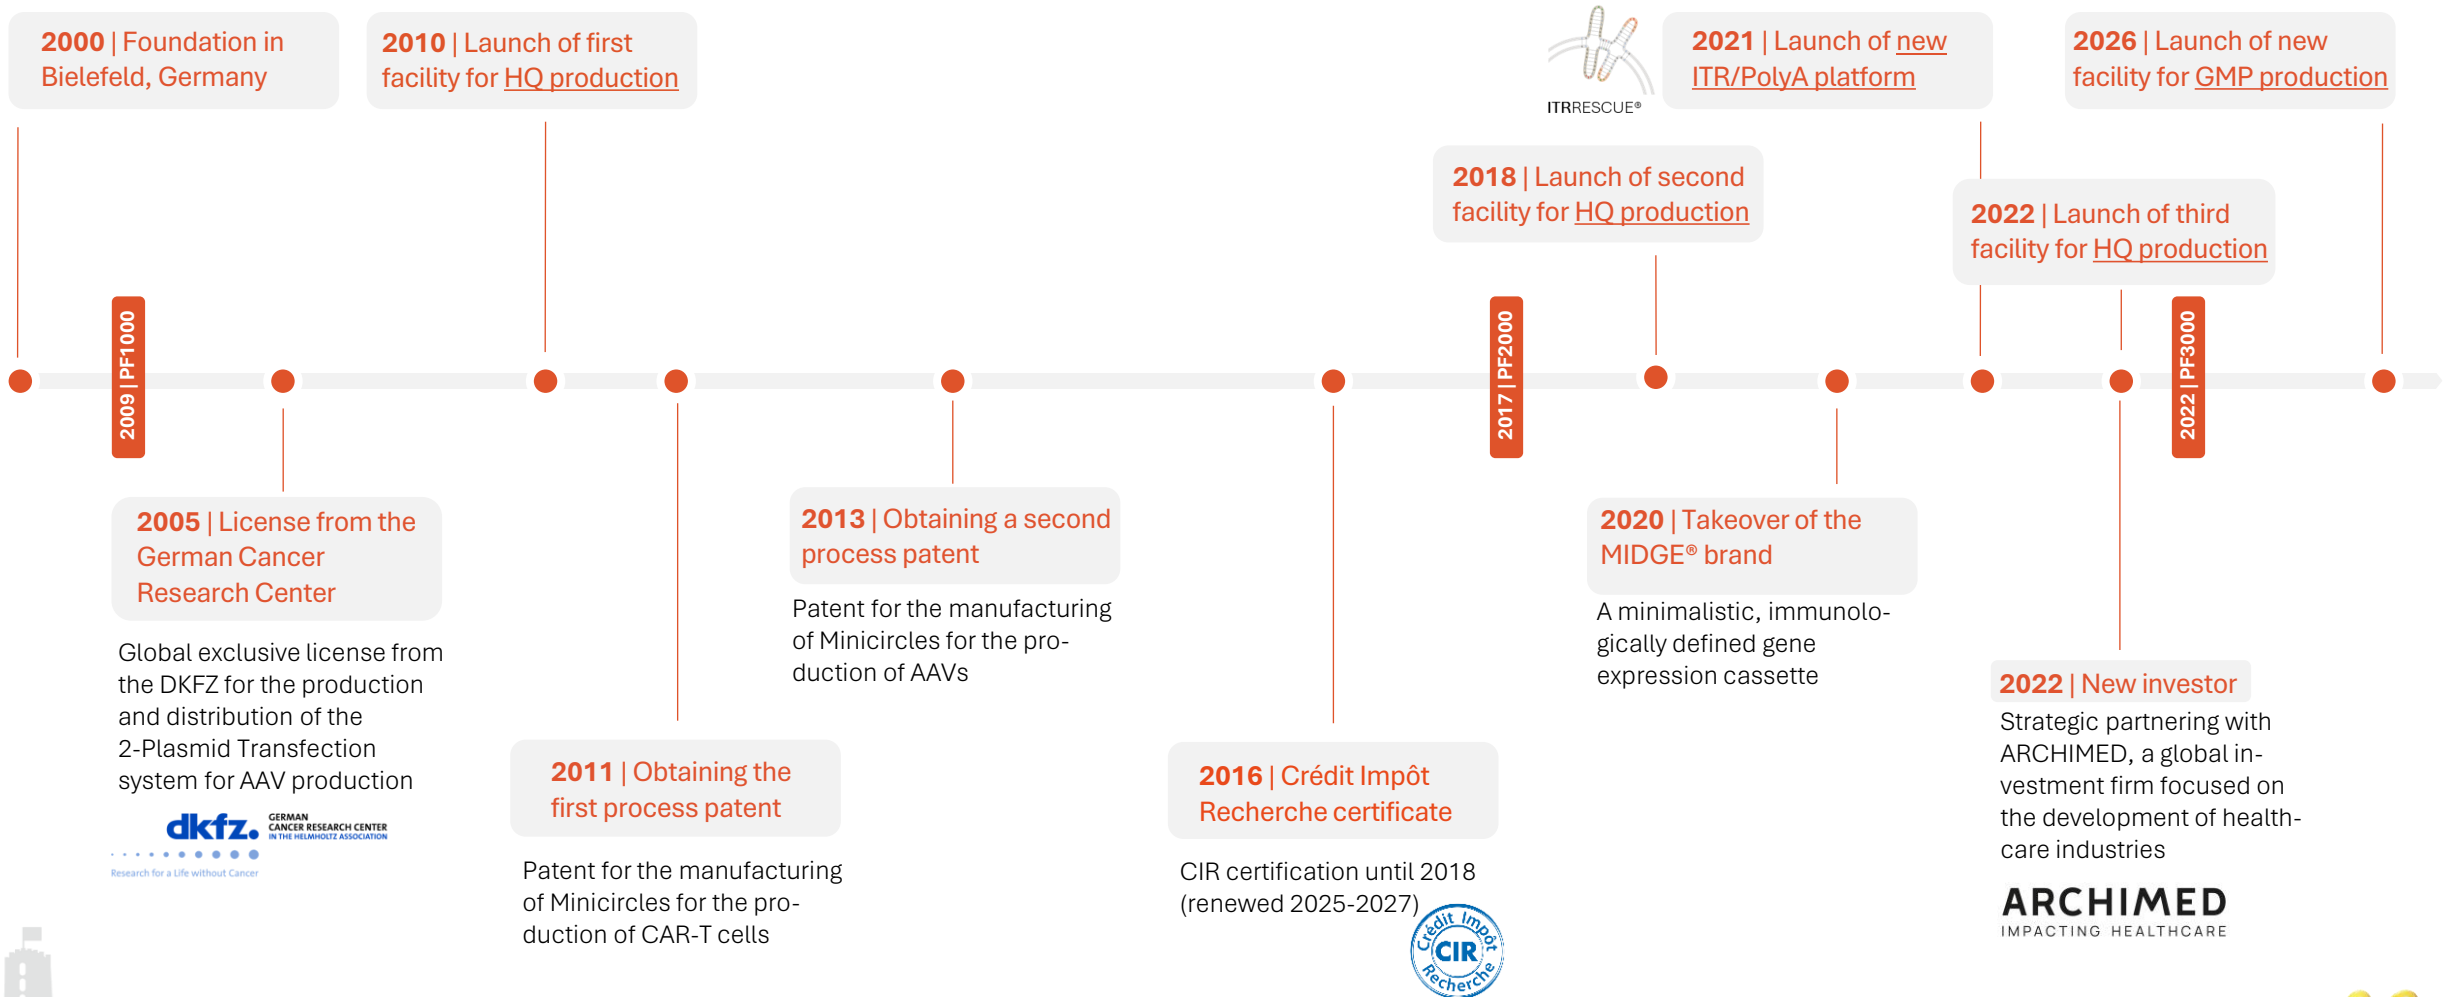 2000 | Foundation in
Bielefeld, Germany
2010 | Launch of first
facility for HQ production
ITRRESCUE®
2021 | Launch of new
ITR/PolyA platform
2026 | Launch of new
facility for GMP production
2018 | Launch of second
facility for HQ production
2022 | Launch of third
facility for HQ production
2009 | PF1000
2017 | PF2000
2022 | PF3000
2005 | License from the
German Cancer
Research Center
Global exclusive license from
the DKFZ for the production
and distribution of the
2-Plasmid Transfection
system for AAV production
dkfz.
GERMAN
CANCER RESEARCH CENTER
IN THE HELMHOLTZ ASSOCIATION
Research for a Life without Cancer
2011 | Obtaining the
first process patent
Patent for the manufacturing
of Minicircles for the pro-
duction of CAR-T cells
2013 | Obtaining a second
process patent
Patent for the manufacturing
of Minicircles for the pro-
duction of AAVs
2016 | Crédit Impôt
Recherche certificate
CIR certification until 2018
(renewed 2025-2027)
Crédit Impôt
CIR
Recherche
2020 | Takeover of the
MIDGE® brand
A minimalistic, immunolo-
gically defined gene
expression cassette
2022 | New investor
Strategic partnering with
ARCHIMED, a global in-
vestment firm focused on
the development of health-
care industries
ARCHIMED
IMPACTING HEALTHCARE